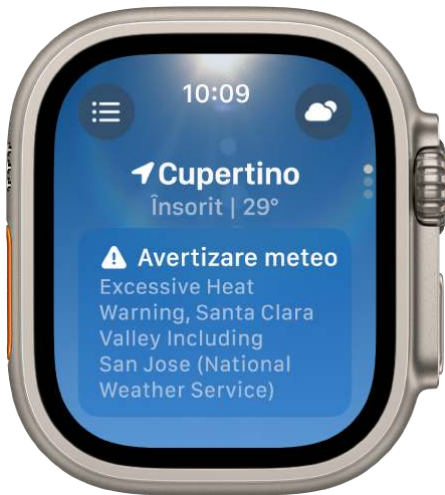 10:09
Cupertino
Însorit | 29°
Avertizare meteo
Excessive Heat
Warning, Santa Clara
Valley Including
San Jose (National
Weather Service)